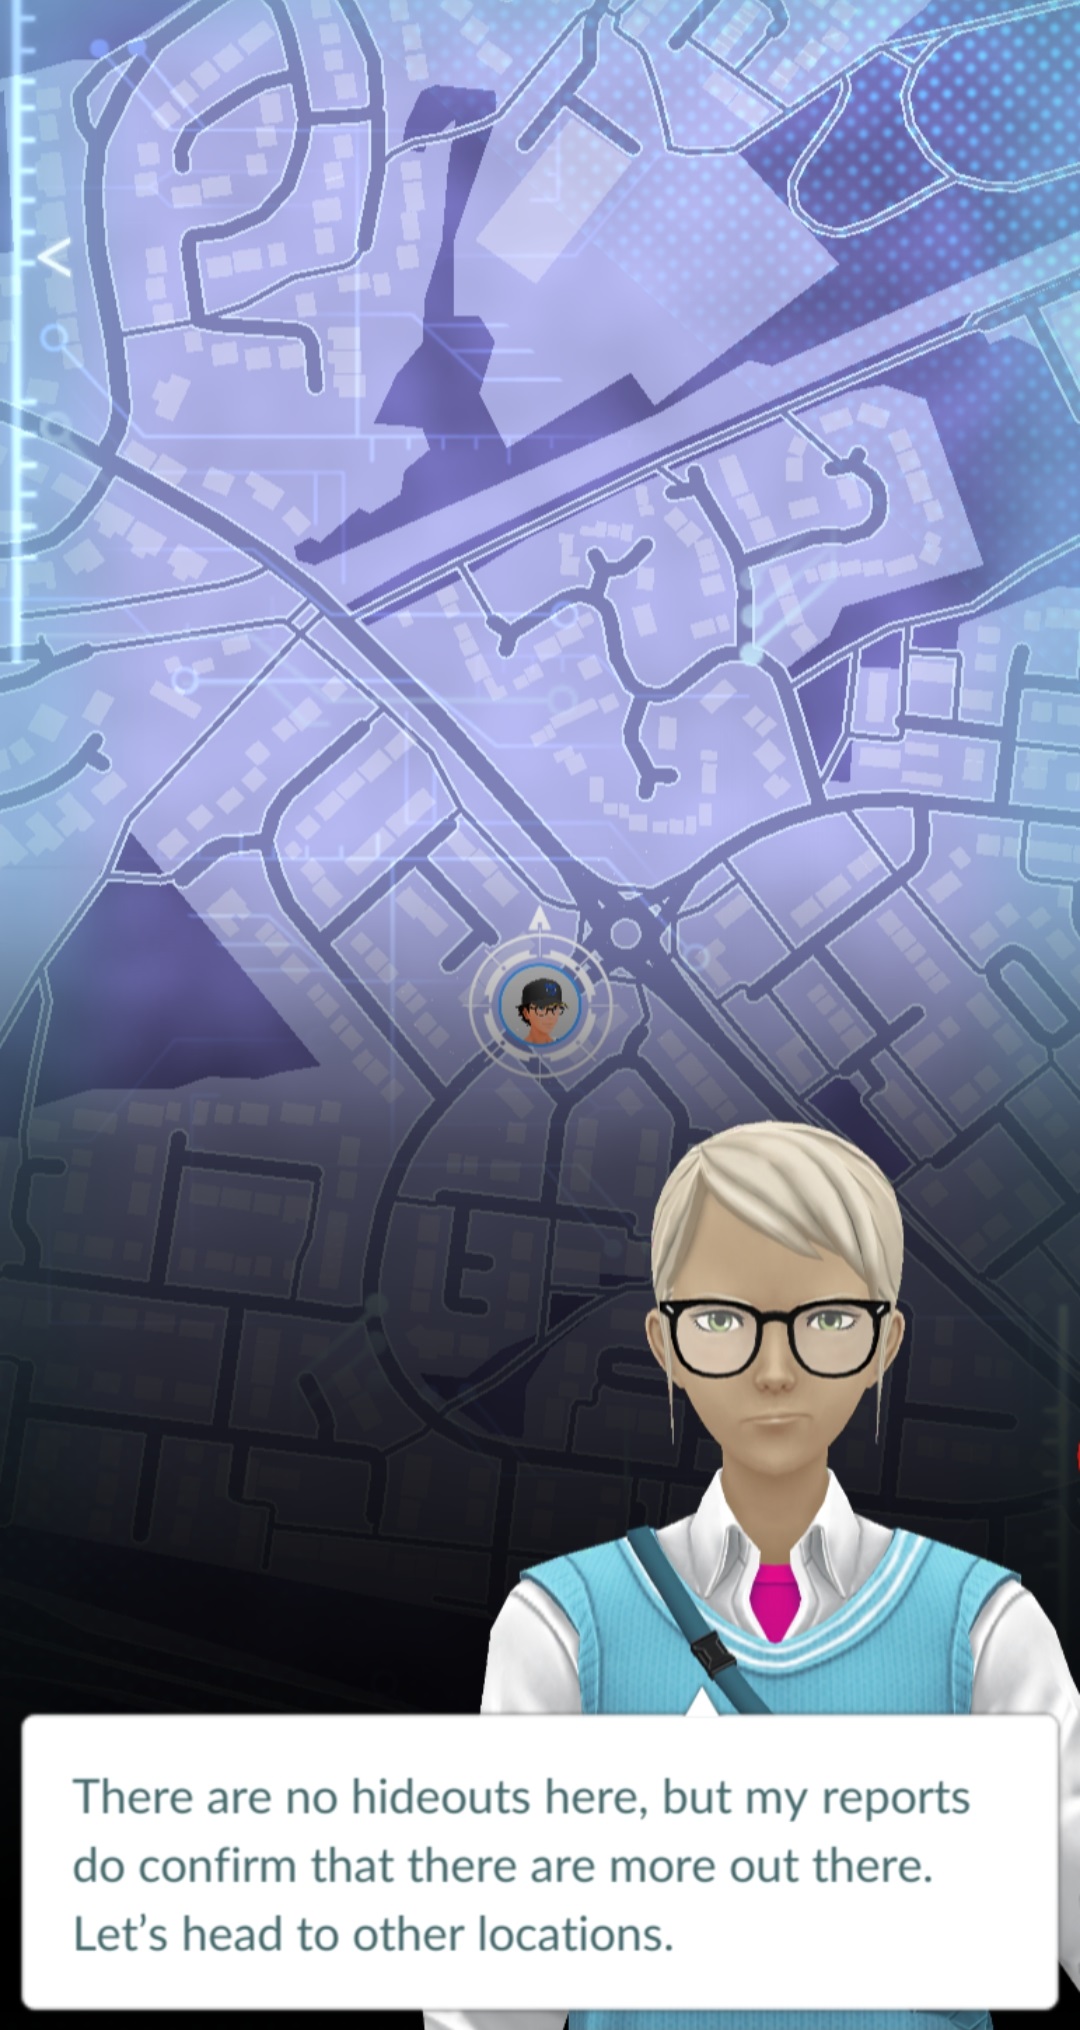 There are no hideouts here, but my reports
do confirm that there are more out there.
Let’s head to other locations.